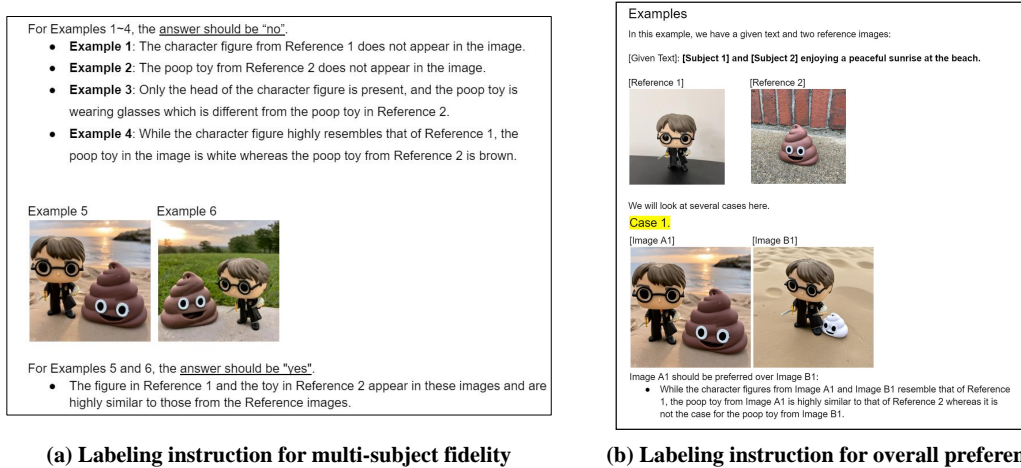 For Examples 1~4, the answer should be “no”.
● Example 1: The character figure from Reference 1 does not appear in the image.
● Example 2: The poop toy from Reference 2 does not appear in the image.
● Example 3: Only the head of the character figure is present, and the poop toy is
wearing glasses which is different from the poop toy in Reference 2.
● Example 4: While the character figure highly resembles that of Reference 1, the
poop toy in the image is white whereas the poop toy from Reference 2 is brown.
Example 5 Example 6
For Examples 5 and 6, the answer should be "yes".
● The figure in Reference 1 and the toy in Reference 2 appear in these images and are
highly similar to those from the Reference images.
(a) Labeling instruction for multi-subject fidelity
Examples
In this example, we have a given text and two reference images:
[Given Text]: [Subject 1] and [Subject 2] enjoying a peaceful sunrise at the beach.
[Reference 1] [Reference 2]
We will look at several cases here.
Case 1.
[Image A1] [Image B1]
Image A1 should be preferred over Image B1:
● While the character figures from Image A1 and Image B1 resemble that of Reference
1, the poop toy from Image A1 is highly similar to that of Reference 2 whereas it is
not the case for the poop toy from Image B1.
(b) Labeling instruction for overall preferen